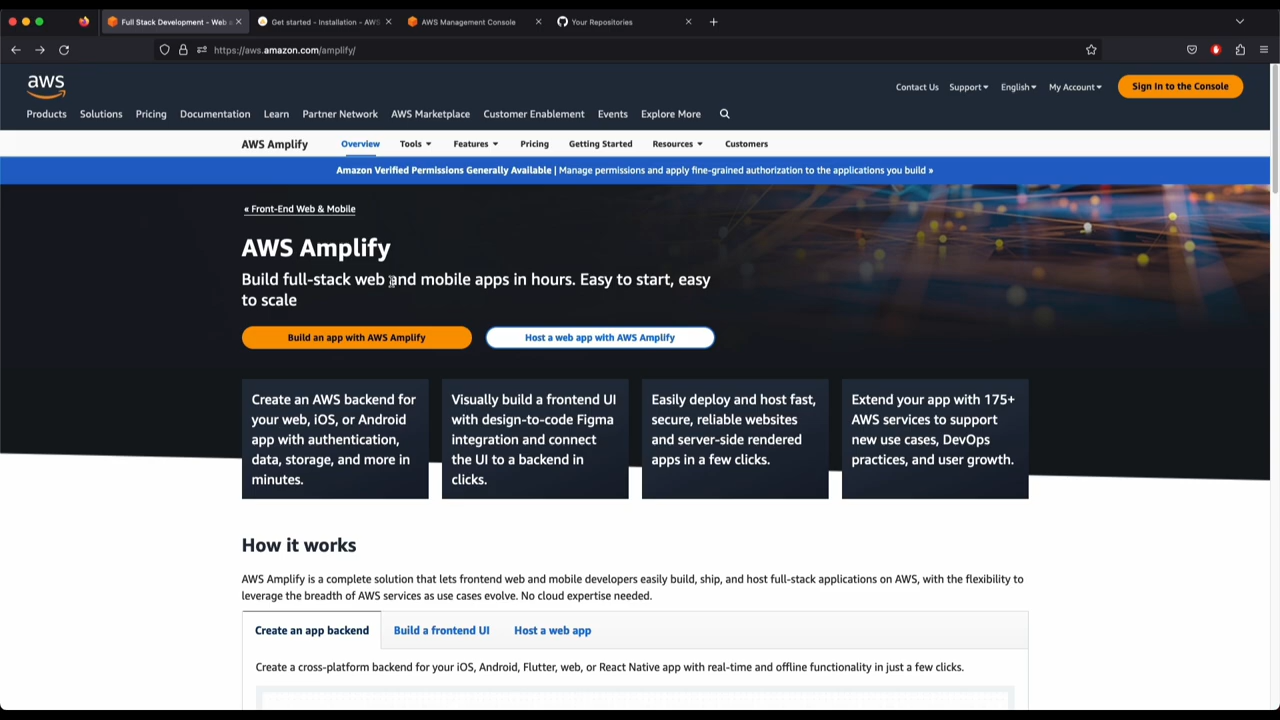 Full Stack Development - Web
Get started - Installation - AWS
AWS Management Console
Your Repositories
https://aws.amazon.com/amplify/
aws
Contact Us
Support
English
My Account
Sign In to the Console
Products
Solutions
Pricing
Documentation
Learn
Partner Network
AWS Marketplace
Customer Enablement
Events
Explore More
AWS Amplify
Overview
Tools
Features
Pricing
Getting Started
Resources
Customers
Amazon Verified Permissions Generally Available | Manage permissions and apply fine-grained authorization to the applications you build »
« Front-End Web & Mobile
AWS Amplify
Build full-stack web and mobile apps in hours. Easy to start, easy
to scale
Build an app with AWS Amplify
Host a web app with AWS Amplify
Create an AWS backend for
your web, iOS, or Android
app with authentication,
data, storage, and more in
minutes.
Visually build a frontend UI
with design-to-code Figma
integration and connect
the UI to a backend in
clicks.
Easily deploy and host fast,
secure, reliable websites
and server-side rendered
apps in a few clicks.
Extend your app with 175+
AWS services to support
new use cases, DevOps
practices, and user growth.
How it works
AWS Amplify is a complete solution that lets frontend web and mobile developers easily build, ship, and host full-stack applications on AWS, with the flexibility to
leverage the breadth of AWS services as use cases evolve. No cloud expertise needed.
Create an app backend
Build a frontend UI
Host a web app
Create a cross-platform backend for your iOS, Android, Flutter, web, or React Native app with real-time and offline functionality in just a few clicks.